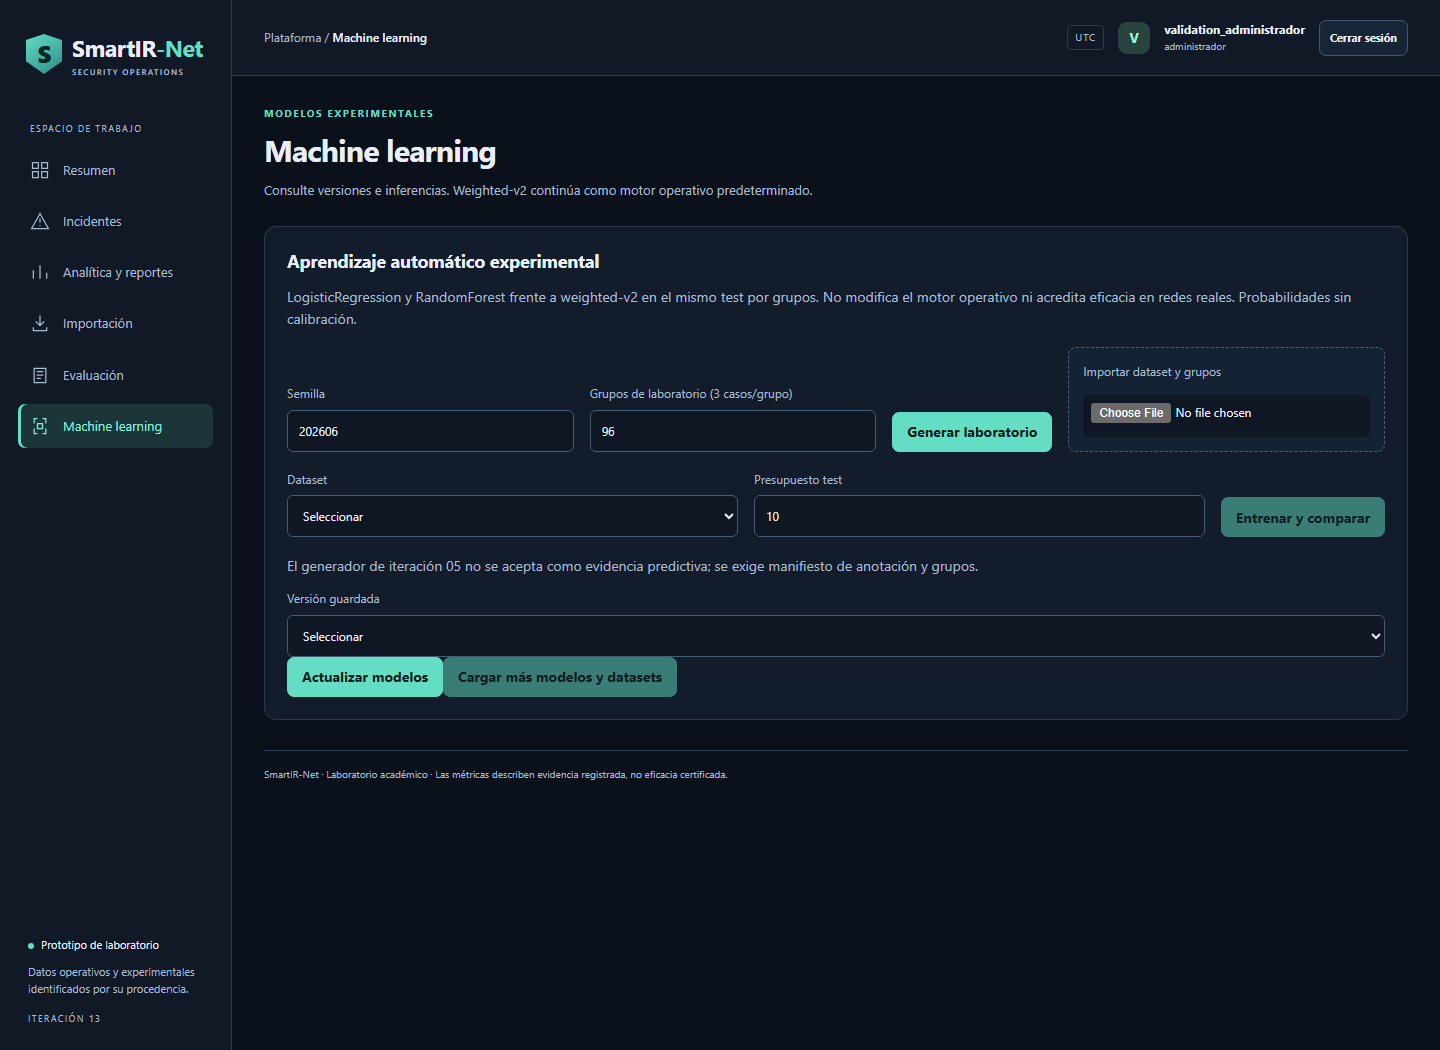 SmartIR-Net
SECURITY OPERATIONS
ESPACIO DE TRABAJO
Resumen
Incidentes
Analítica y reportes
Importación
Evaluación
Machine learning
Prototipo de laboratorio
Datos operativos y experimentales
identificados por su procedencia.
ITERACIÓN 13
Plataforma / Machine learning
UTC
V
validation_administrador
administrador
Cerrar sesión
MODELOS EXPERIMENTALES
Machine learning
Consulte versiones e inferencias. Weighted-v2 continúa como motor operativo predeterminado.
Aprendizaje automático experimental
LogisticRegression y RandomForest frente a weighted-v2 en el mismo test por grupos. No modifica el motor operativo ni acredita eficacia en redes reales. Probabilidades sin
calibración.
Semilla
202606
Grupos de laboratorio (3 casos/grupo)
96
Generar laboratorio
Importar dataset y grupos
Choose File No file chosen
Dataset
Seleccionar
Presupuesto test
10
Entrenar y comparar
El generador de iteración 05 no se acepta como evidencia predictiva; se exige manifiesto de anotación y grupos.
Versión guardada
Seleccionar
Actualizar modelos
Cargar más modelos y datasets
SmartIR-Net · Laboratorio académico · Las métricas describen evidencia registrada, no eficacia certificada.